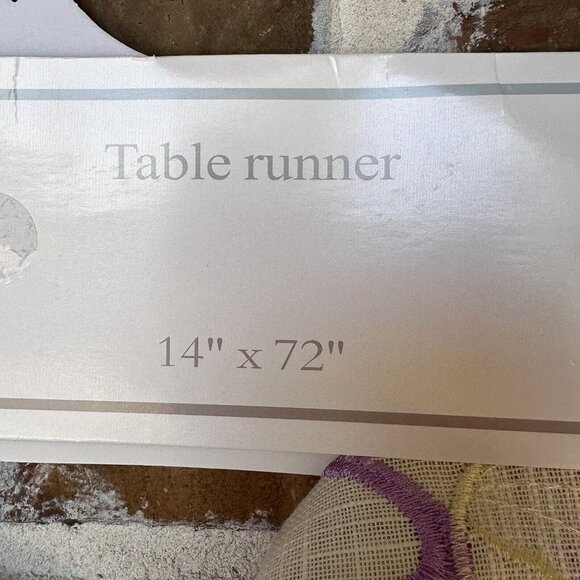 Table runner
14" x 72"